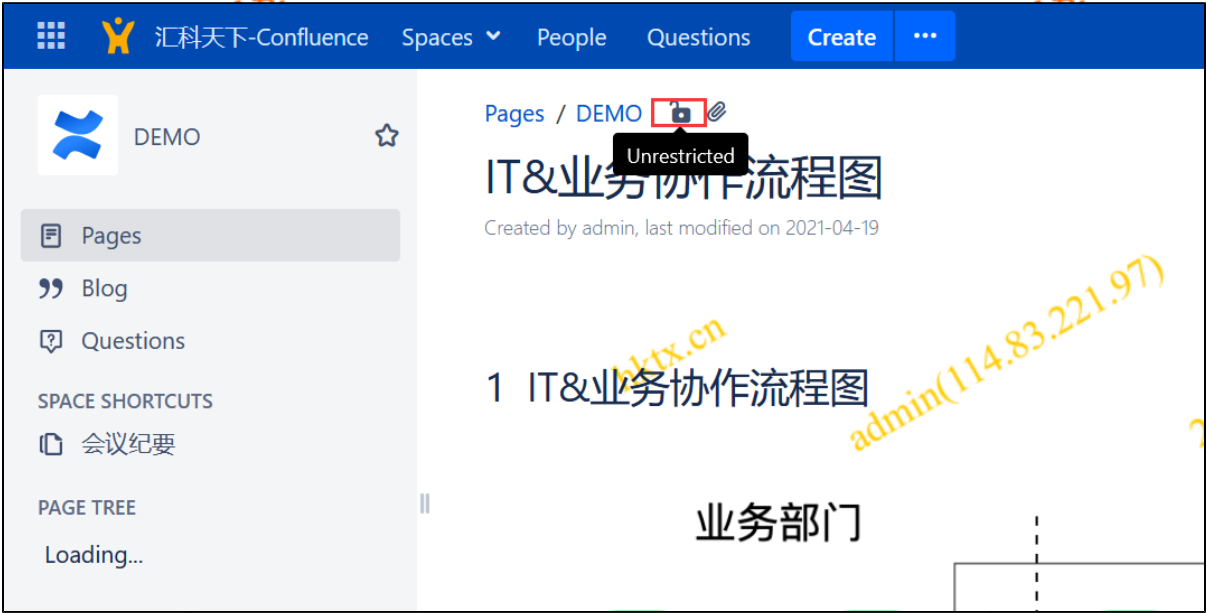 汇科天下-Confluence Spaces People Questions Create ···
DEMO
Pages
Blog
Questions
SPACE SHORTCUTS
会议纪要
PAGE TREE
Loading...
Pages / DEMO
Unrestricted
IT&业务协作流程图
Created by admin, last modified on 2021-04-19
hktx.cn
admin(114.83.221.97)
1 IT&业务协作流程图
业务部门